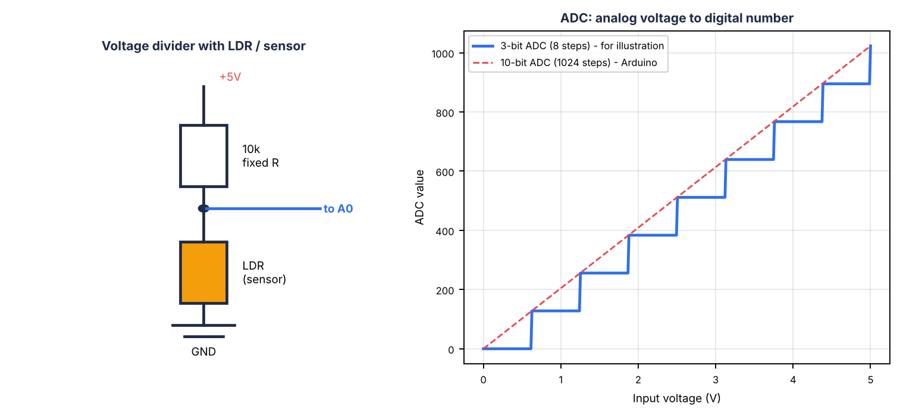 Voltage divider with LDR / sensor
+5V
10k
fixed R
to A0
LDR
(sensor)
GND
ADC: analog voltage to digital number
3-bit ADC (8 steps) - for illustration
10-bit ADC (1024 steps) - Arduino
ADC value
1000
800
600
400
200
0
0 1 2 3 4 5
Input voltage (V)